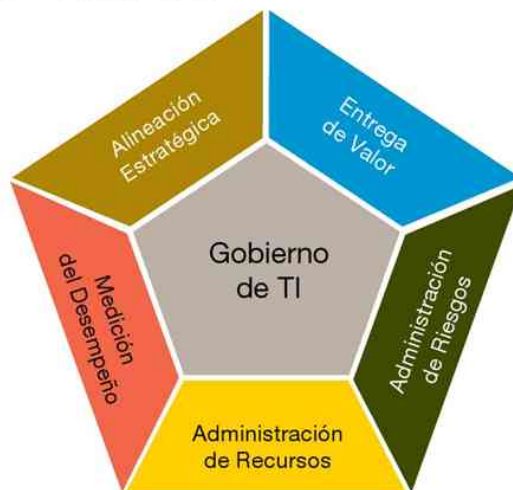 Alineación
Estratégica
Entrega
de Valor
Gobierno
de TI
Medición
del Desempeño
Administración
de Riesgos
Administración
de Recursos